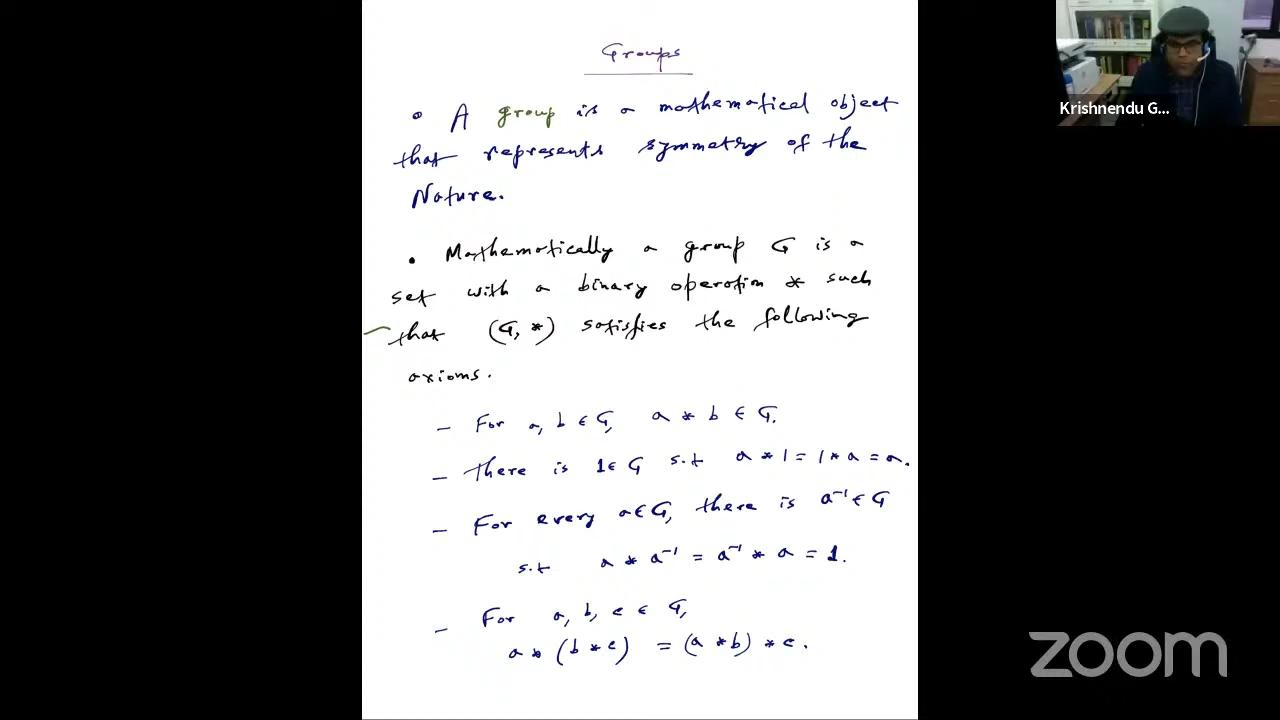 Groups
• A group is a mathematical object
that represents symmetry of the
Nature.
• Mathematically a group G is a
set with a binary operation * such
that (G, *) satisfies the following
axioms.
– For a, b ∈ G, a * b ∈ G.
– There is 1 ∈ G s.t a * 1 = 1 * a = a.
– For every a ∈ G, there is a⁻¹ ∈ G
s.t a * a⁻¹ = a⁻¹ * a = 1.
– For a, b, c ∈ G,
a * (b * c) = (a * b) * c.
Krishnendu G...
zoom